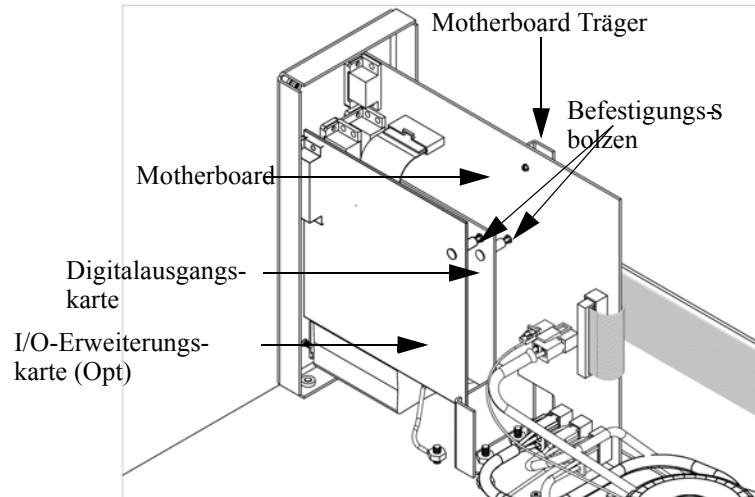 Motherboard Träger
Befestigungs-s
bolzen
Motherboard
Digitalausgangs-
karte
I/O-Erweiterungs-
karte (Opt)